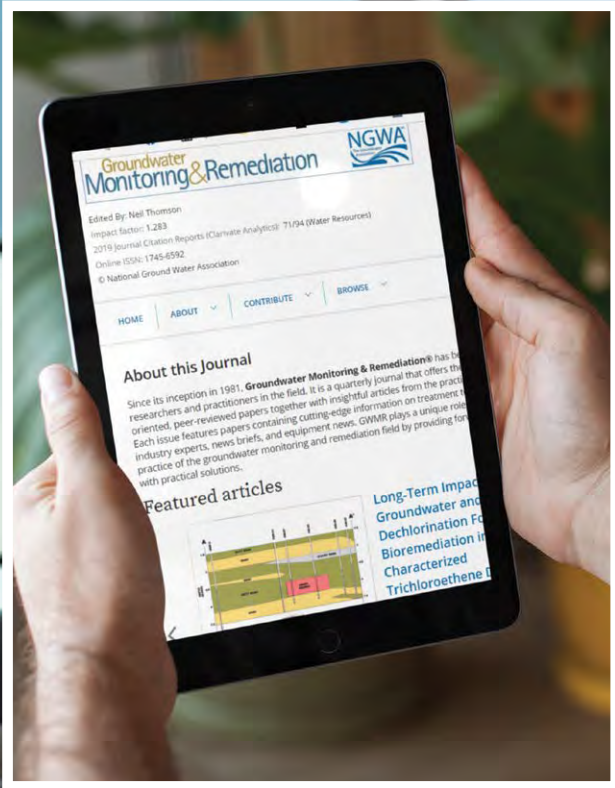 Groundwater
Monitoring&Remediation
NGWA
Edited By: Neil Thomson
Impact factor: 1.283
2019 Journal Citation Reports (Clarivate Analytics): 71/94 (Water Resources)
Online ISSN: 1745-6592
© National Ground Water Association
HOME ABOUT CONTRIBUTE BROWSE
About this Journal
Since its inception in 1981, Groundwater Monitoring & Remediation® has be
researchers and practitioners in the field. It is a quarterly journal that offers the
oriented, peer-reviewed papers together with insightful articles from the practi
Each issue features papers containing cutting-edge information on treatment t
industry experts, news briefs, and equipment news. GWMR plays a unique role
practice of the groundwater monitoring and remediation field by providing for
with practical solutions.
Featured articles
Long-Term Impac
Groundwater and
Dechlorination Fo
Bioremediation in
Characterized
Trichloroethene D